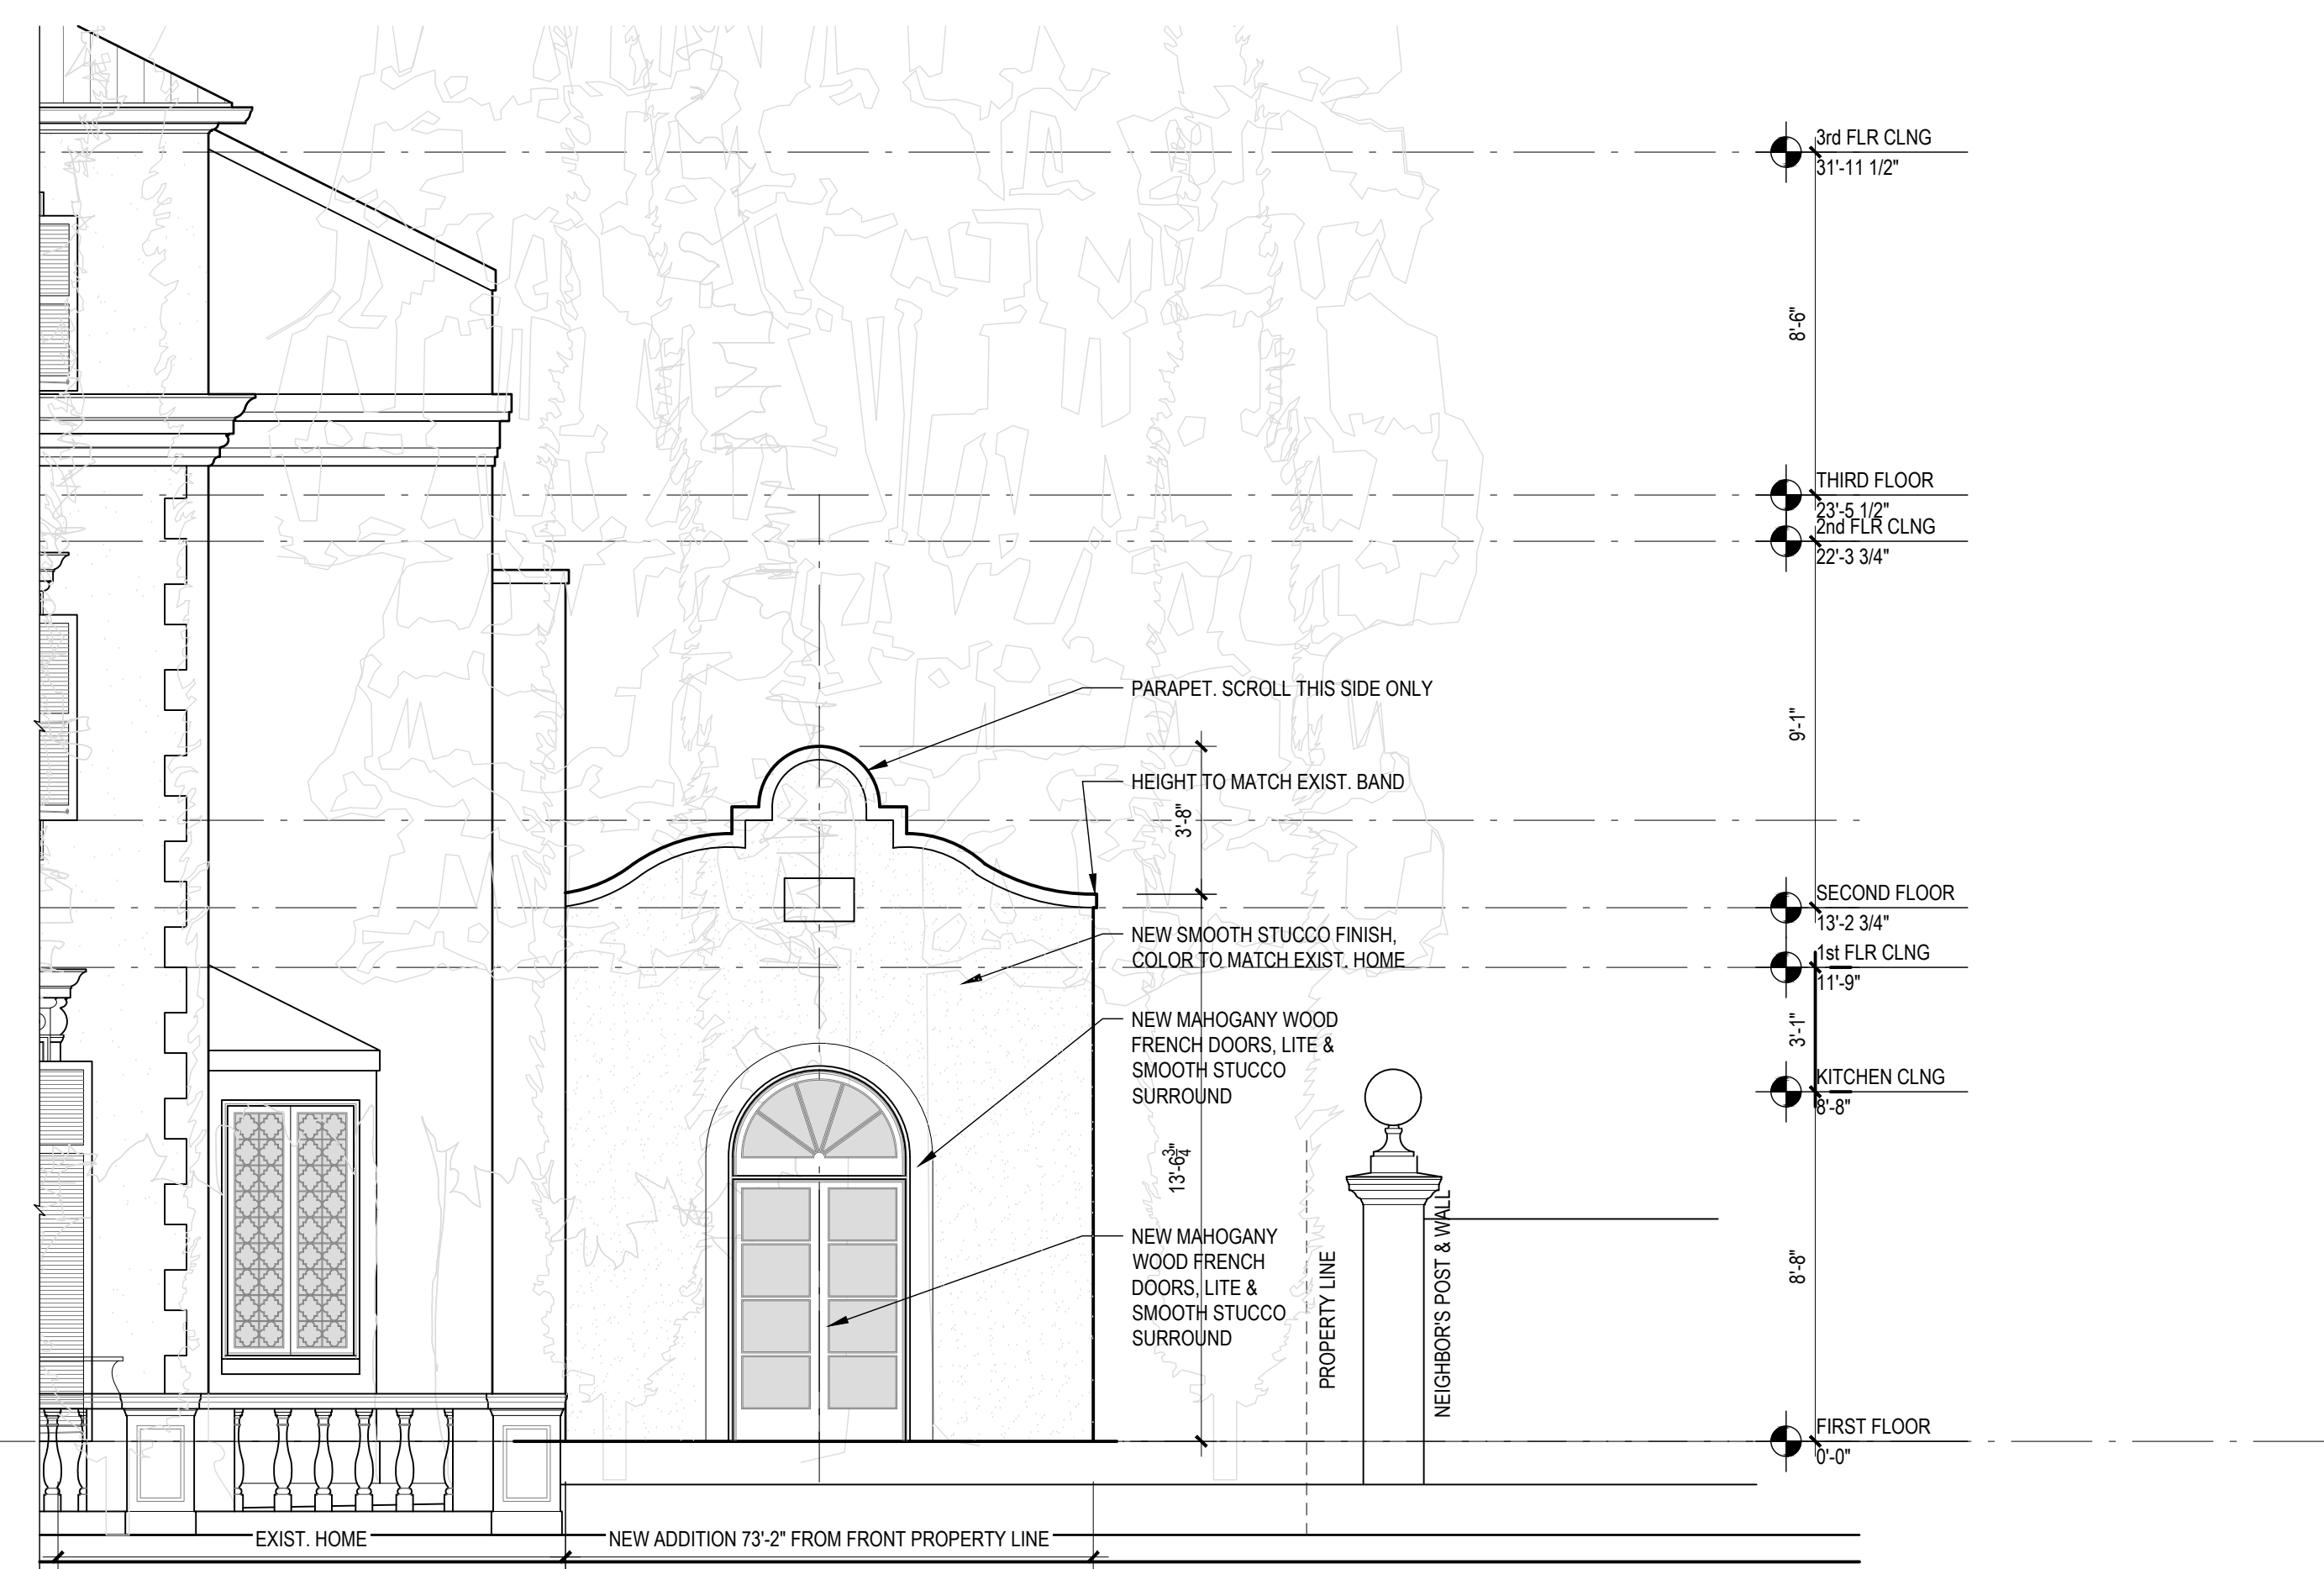 3rd FLR CLNG
31'-11 1/2"
8'-6"
THIRD FLOOR
23'-5 1/2"
2nd FLR CLNG
22'-3 3/4"
PARAPET. SCROLL THIS SIDE ONLY
9'-1"
HEIGHT TO MATCH EXIST. BAND
3'-8"
SECOND FLOOR
13'-2 3/4"
NEW SMOOTH STUCCO FINISH,
COLOR TO MATCH EXIST. HOME
1st FLR CLNG
11'-9"
NEW MAHOGANY WOOD
FRENCH DOORS, LITE &
SMOOTH STUCCO
SURROUND
3'-1"
KITCHEN CLNG
8'-8"
13'-6 3/4"
NEW MAHOGANY
WOOD FRENCH
DOORS, LITE &
SMOOTH STUCCO
SURROUND
PROPERTY LINE
NEIGHBOR'S POST & WALL
8'-8"
FIRST FLOOR
0'-0"
EXIST. HOME
NEW ADDITION 73'-2" FROM FRONT PROPERTY LINE